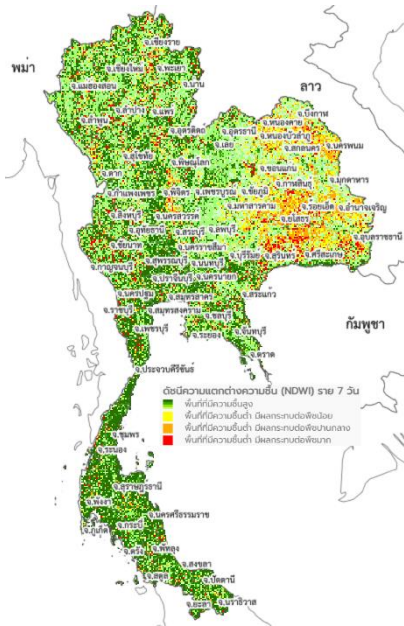 พม่า
ลาว
กัมพูชา
จ.เชียงราย
จ.เชียงใหม่
จ.พะเยา
จ.แม่ฮ่องสอน
จ.น่าน
จ.ลำปาง
จ.แพร่
จ.ลำพูน
จ.อุตรดิตถ์
จ.เลย
จ.อุดรธานี
จ.หนองคาย
จ.บึงกาฬ
จ.หนองบัวลำภู
จ.สกลนคร
จ.นครพนม
จ.สุโขทัย
จ.ตาก
จ.พิษณุโลก
จ.ขอนแก่น
จ.กาฬสินธุ์
จ.มุกดาหาร
จ.กำแพงเพชร
จ.พิจิตร
จ.เพชรบูรณ์
จ.ชัยภูมิ
จ.มหาสารคาม
จ.ร้อยเอ็ด
จ.อำนาจเจริญ
จ.ยโสธร
จ.สิงห์บุรี
จ.นครสวรรค์
จ.อุทัยธานี
จ.สระบุรี
จ.ลพบุรี
จ.อุบลราชธานี
จ.ชัยนาท
จ.นครราชสีมา
จ.บุรีรัมย์
จ.สุรินทร์
จ.ศรีสะเกษ
จ.กาญจนบุรี
จ.สุพรรณบุรี
จ.นนทบุรี
จ.ปราจีนบุรี
จ.นครนายก
จ.นครปฐม
จ.สมุทรสาคร
จ.สระแก้ว
จ.ราชบุรี
จ.สมุทรสงคราม
จ.ชลบุรี
จ.เพชรบุรี
จ.ระยอง
จ.จันทบุรี
จ.ตราด
จ.ประจวบคีรีขันธ์
ดัชนีความแตกต่างความชื้น (NDWI) ราย 7 วัน
พื้นที่ที่มีความชื้นสูง
พื้นที่ที่มีความชื้นต่ำ มีผลกระทบต่อพืชน้อย
พื้นที่ที่มีความชื้นต่ำ มีผลกระทบต่อพืชปานกลาง
พื้นที่ที่มีความชื้นต่ำ มีผลกระทบต่อพืชมาก
จ.ชุมพร
จ.ระนอง
จ.สุราษฎร์ธานี
จ.พังงา
จ.นครศรีธรรมราช
จ.ภูเก็ต
จ.กระบี่
จ.ตรัง
จ.พัทลุง
จ.สงขลา
จ.สตูล
จ.ปัตตานี
จ.ยะลา
จ.นราธิวาส